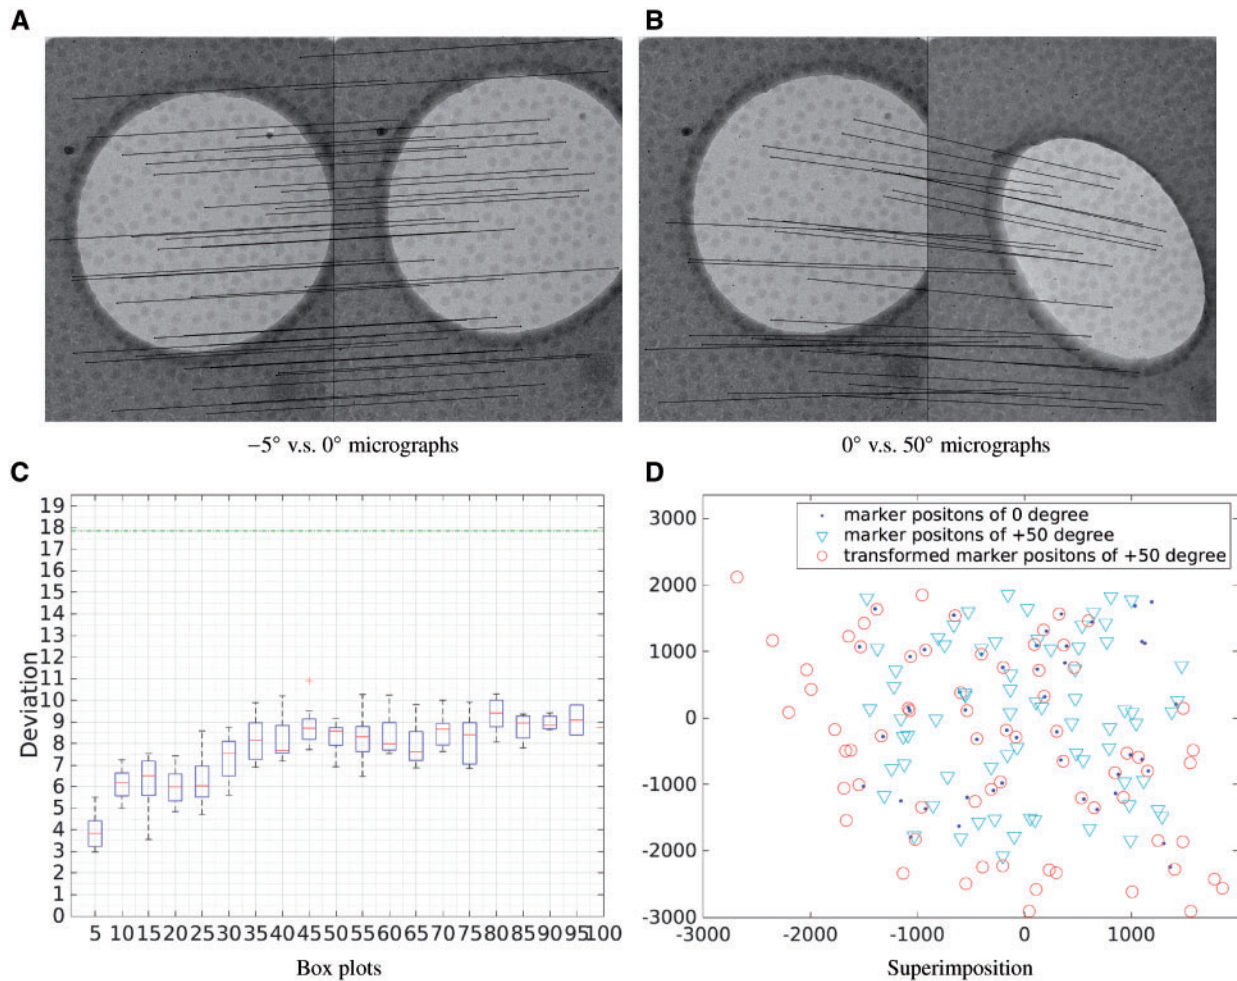 A
B
−5° v.s. 0° micrographs
0° v.s. 50° micrographs
C
D
Deviation
19
18
17
16
15
14
13
12
11
10
9
8
7
6
5
4
3
2
1
0
5 10 15 20 25 30 35 40 45 50 55 60 65 70 75 80 85 90 95 100
Box plots
marker positons of 0 degree
marker positons of +50 degree
transformed marker positons of +50 degree
3000
2000
1000
0
-1000
-2000
-3000
-3000 -2000 -1000 0 1000
Superimposition